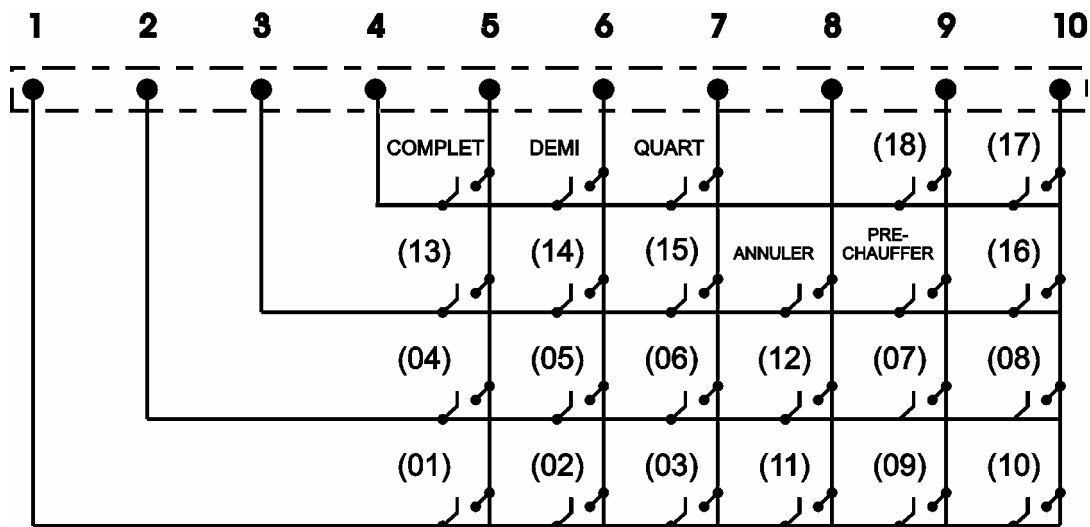 1 2 3 4 5 6 7 8 9 10
COMPLET DEMI QUART (18) (17)
(13) (14) (15) ANNULER PRE-
CHAUFFER (16)
(04) (05) (06) (12) (07) (08)
(01) (02) (03) (11) (09) (10)